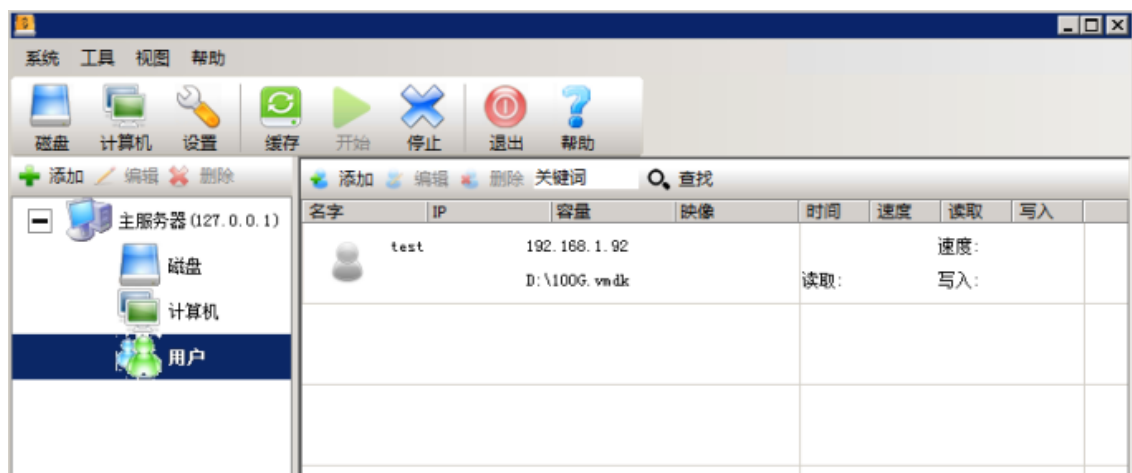 系统 工具 视图 帮助
磁盘 计算机 设置 缓存 开始 停止 退出 帮助
添加 编辑 删除
添加 编辑 删除 关键词 查找
名字 IP 容量 映像 时间 速度 读取 写入
主服务器(127.0.0.1)
磁盘
计算机
用户
test 192.168.1.92 速度:
D:\100G.vmdk 读取: 写入: